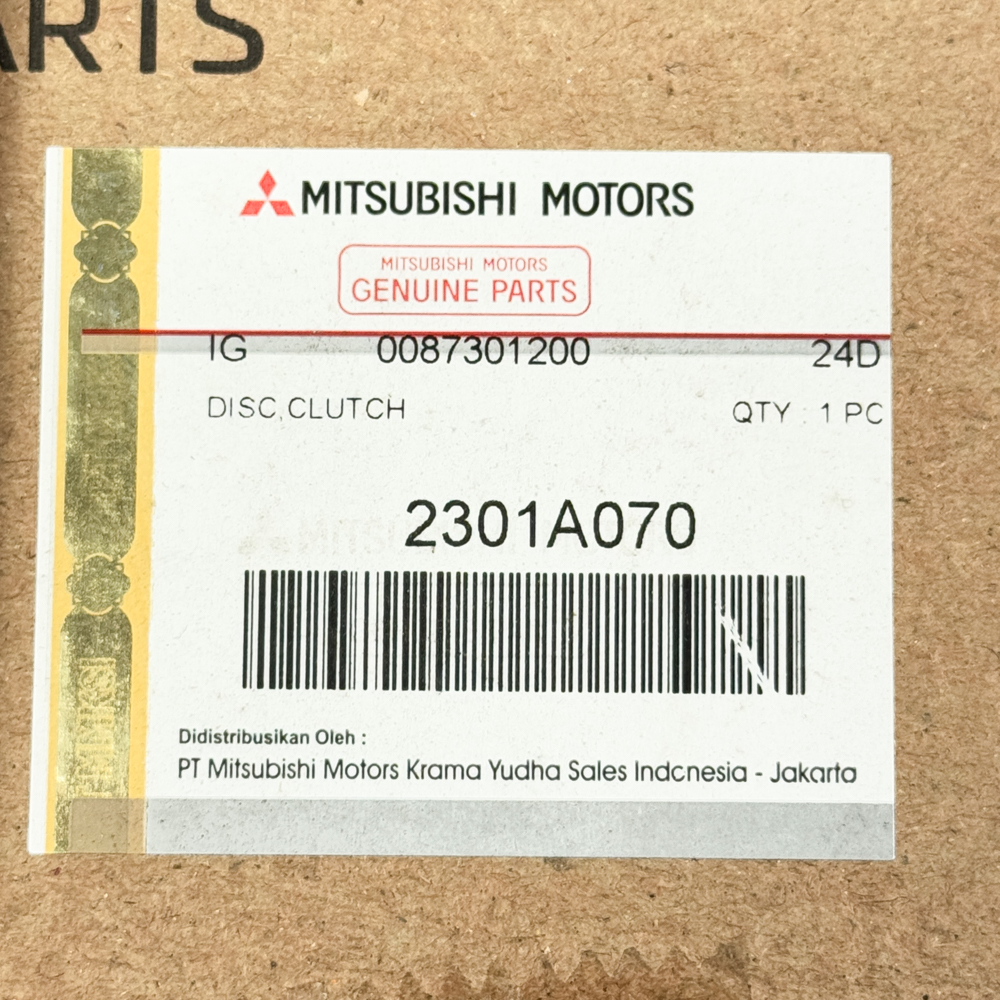 ARTS
MITSUBISHI MOTORS
MITSUBISHI MOTORS
GENUINE PARTS
IG 0087301200 24D
DISC,CLUTCH QTY : 1 PC
2301A070
Didistribusikan Oleh :
PT Mitsubishi Motors Krama Yudha Sales Indcnesia - Jakarta